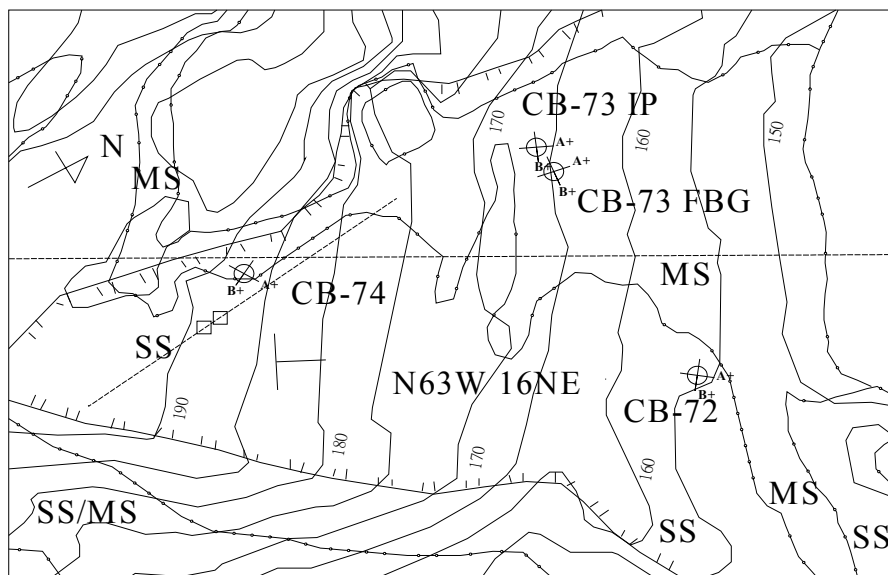 CB-73 IP
170
160
150
A+
B+
A+
B+
CB-73 FBG
N
MS
MS
B+
A+
CB-74
SS
N63W 16NE
A+
B+
CB-72
190
180
170
160
MS
SS/MS
SS
SS